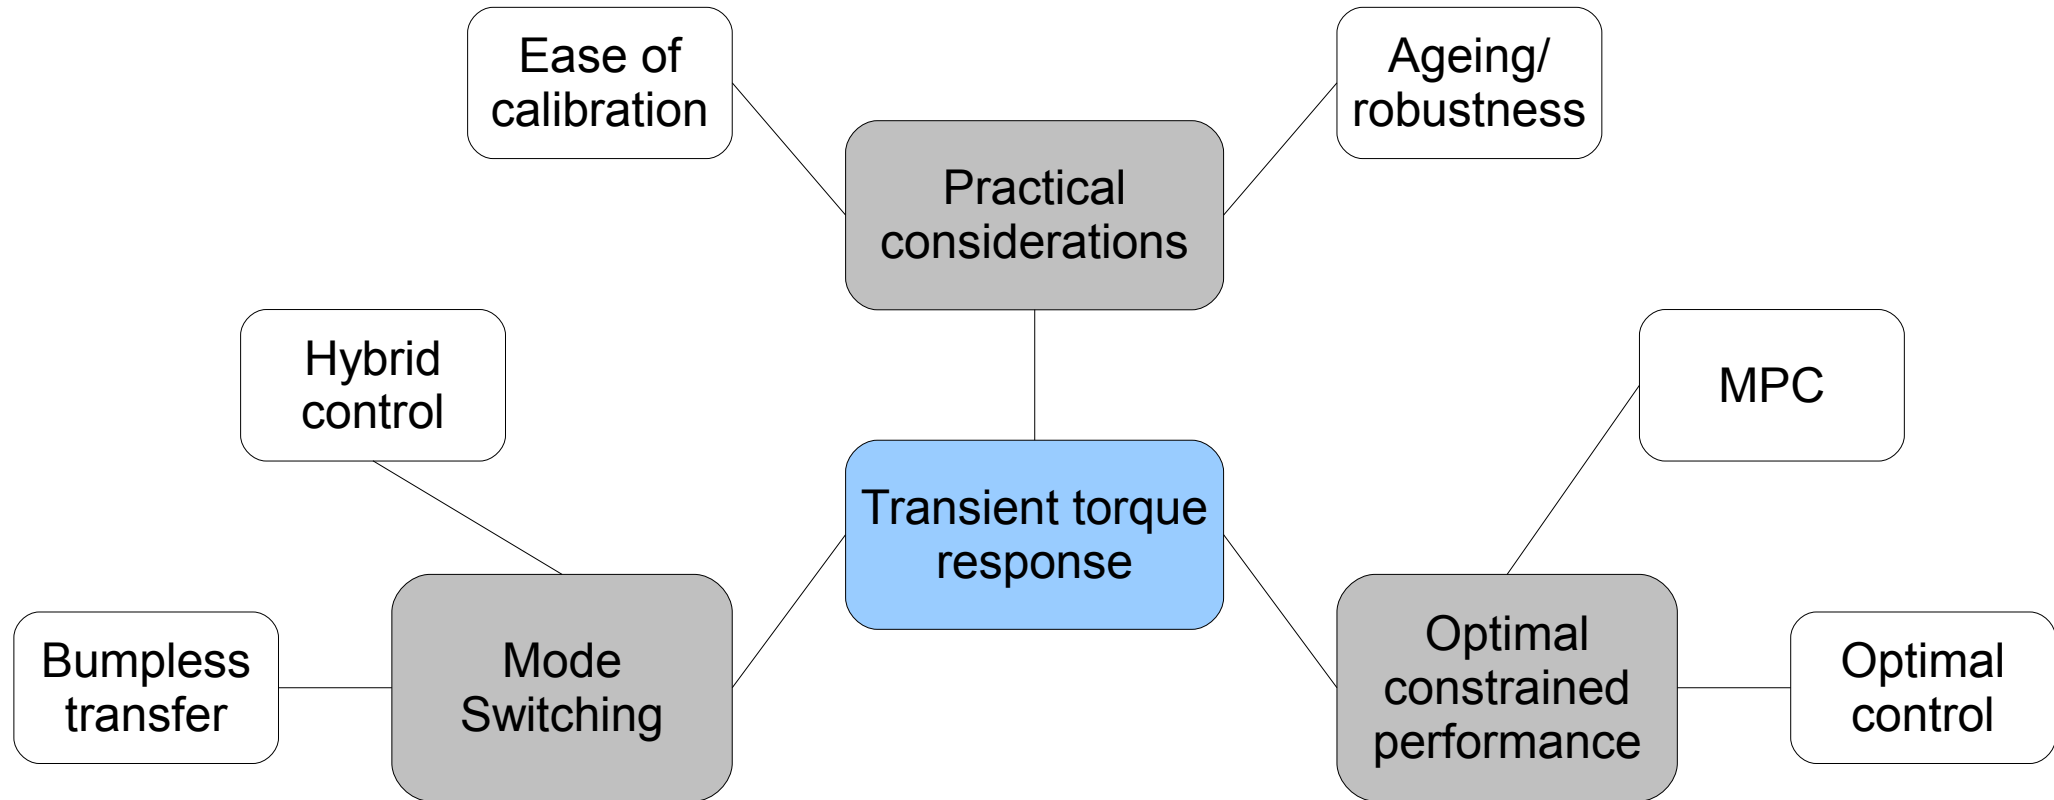 Ease of
calibration
Ageing/
robustness
Practical
considerations
Hybrid
control
MPC
Transient torque
response
Bumpless
transfer
Mode
Switching
Optimal
constrained
performance
Optimal
control